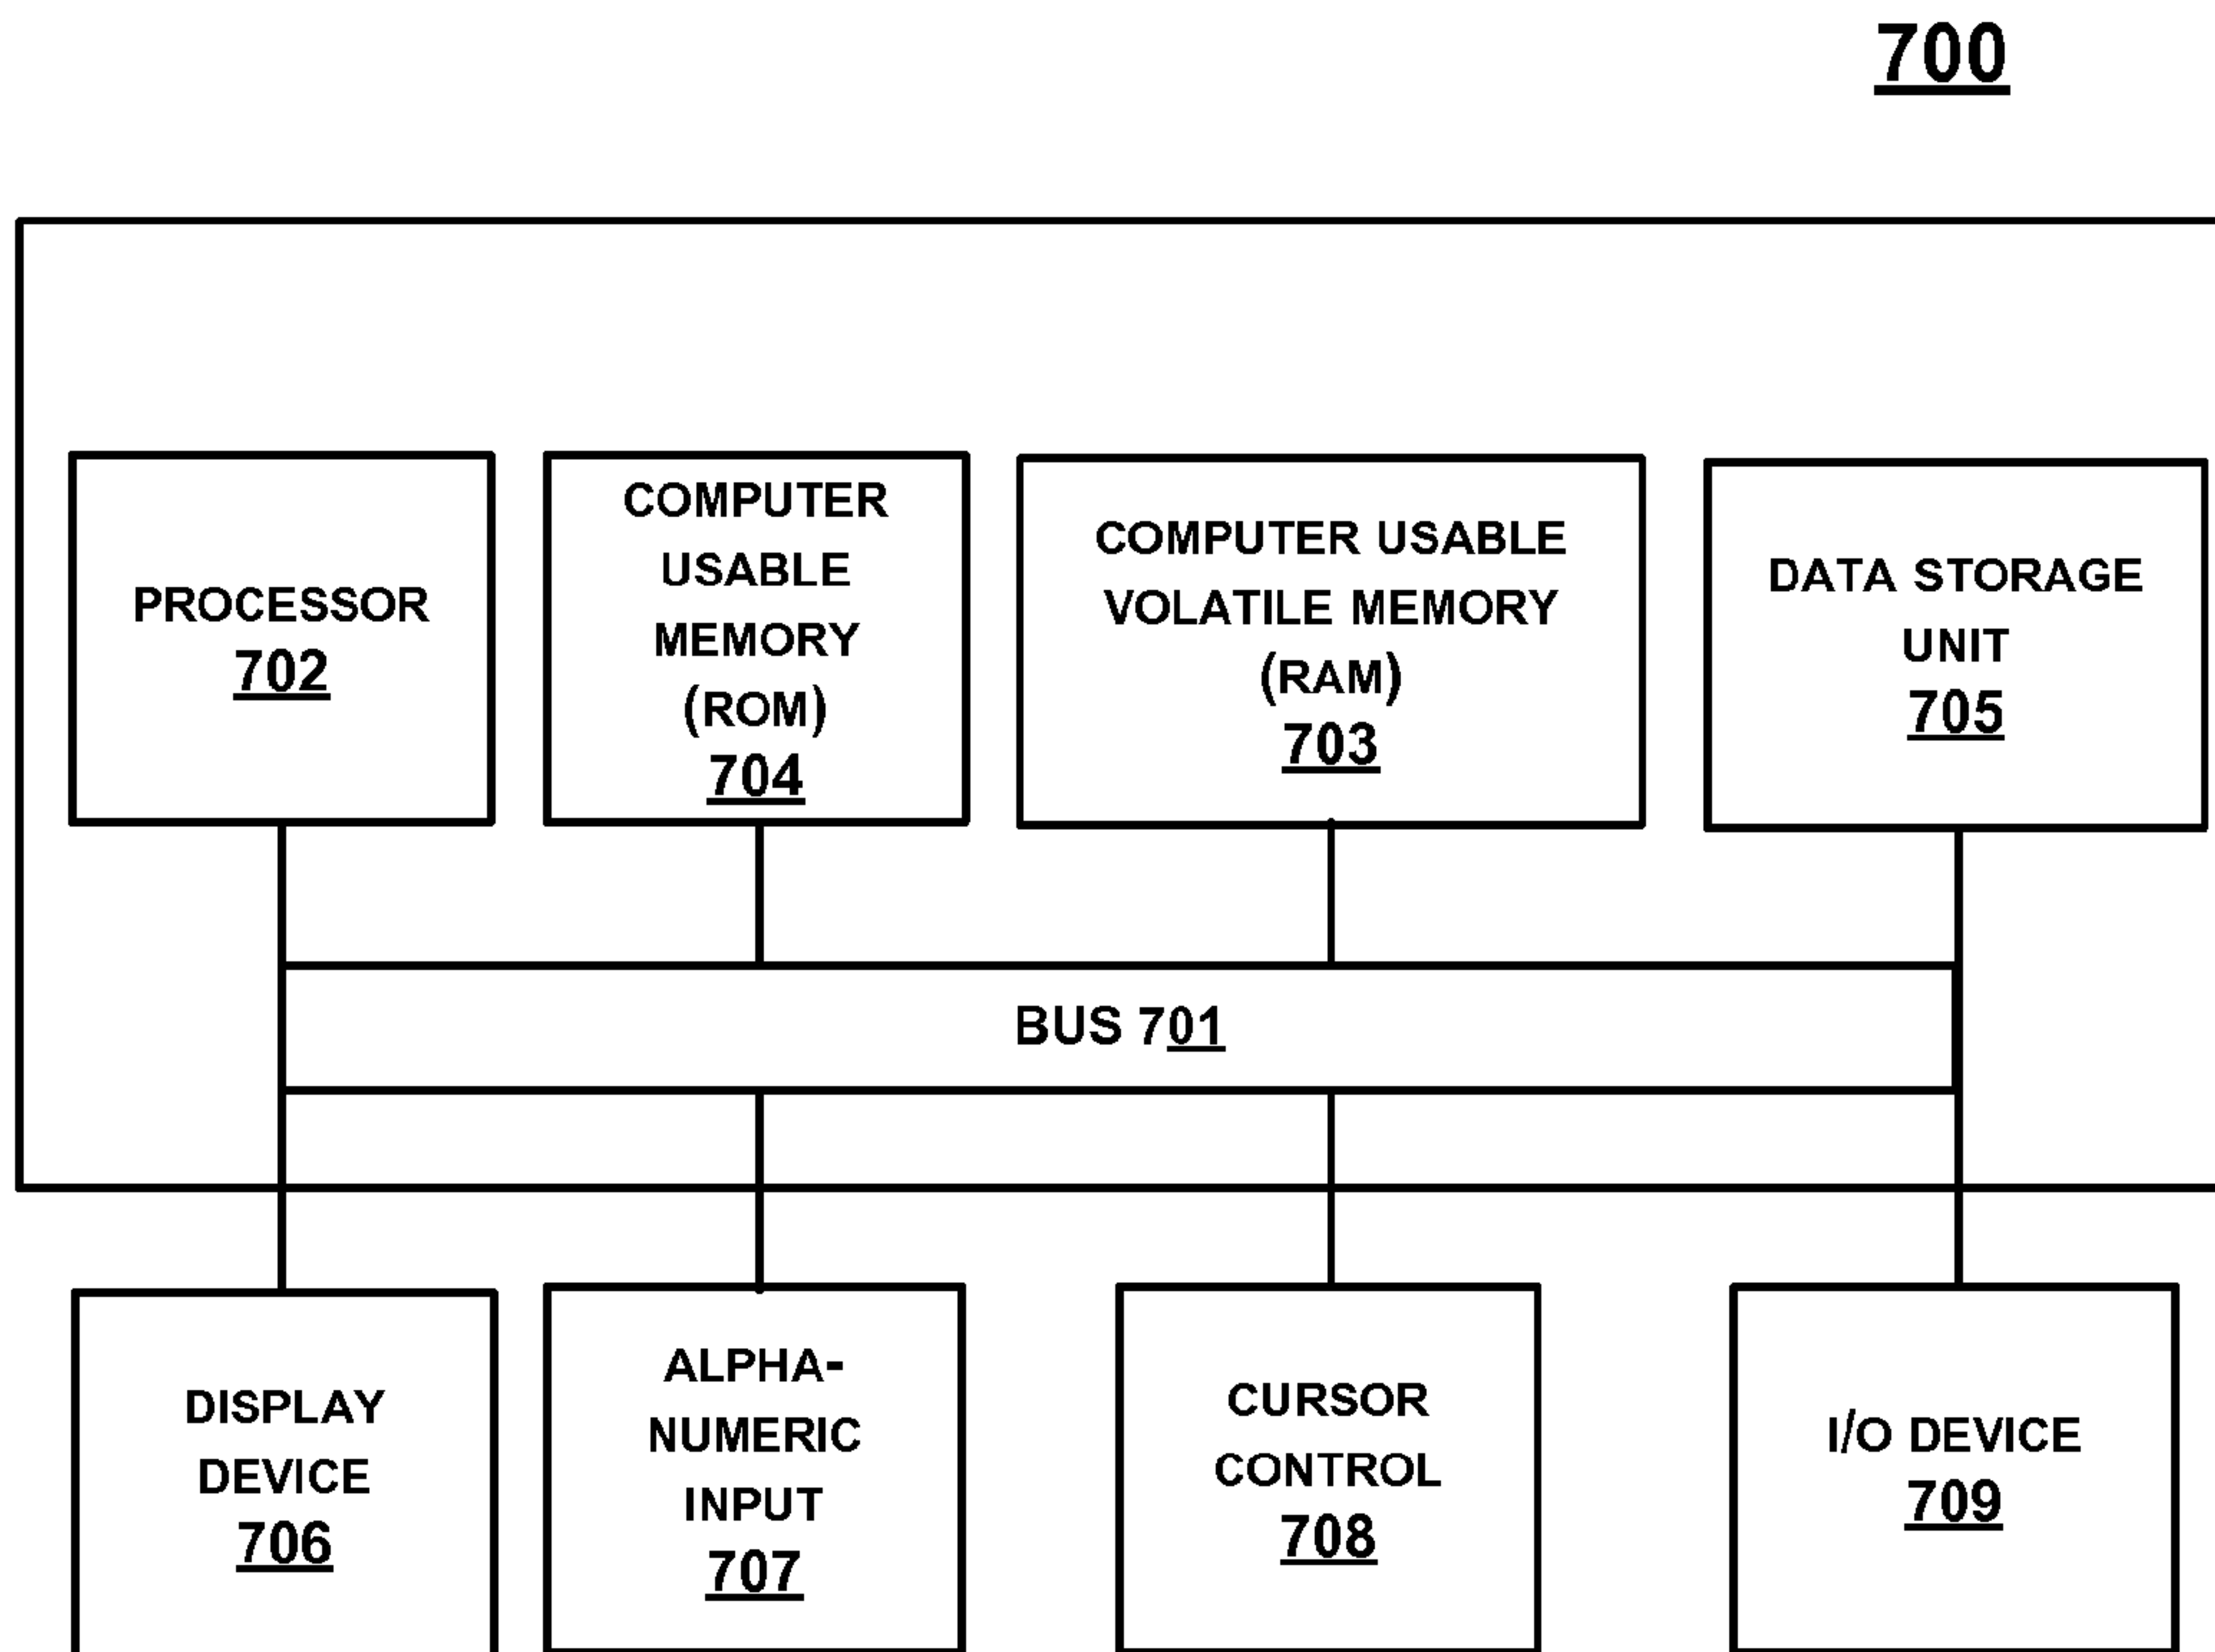 700
PROCESSOR
702
COMPUTER
USABLE
MEMORY
(ROM)
704
COMPUTER USABLE
VOLATILE MEMORY
(RAM)
703
DATA STORAGE
UNIT
705
BUS 701
DISPLAY
DEVICE
706
ALPHA-
NUMERIC
INPUT
707
CURSOR
CONTROL
708
I/O DEVICE
709